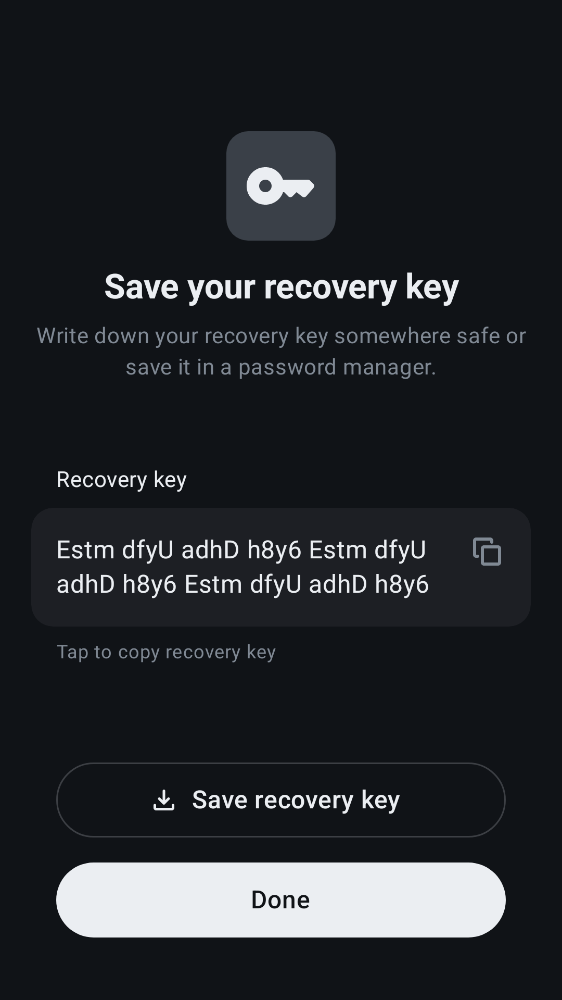 Save your recovery key
Write down your recovery key somewhere safe or
save it in a password manager.
Recovery key
Estm dfyU adhD h8y6 Estm dfyU
adhD h8y6 Estm dfyU adhD h8y6
Tap to copy recovery key
Save recovery key
Done